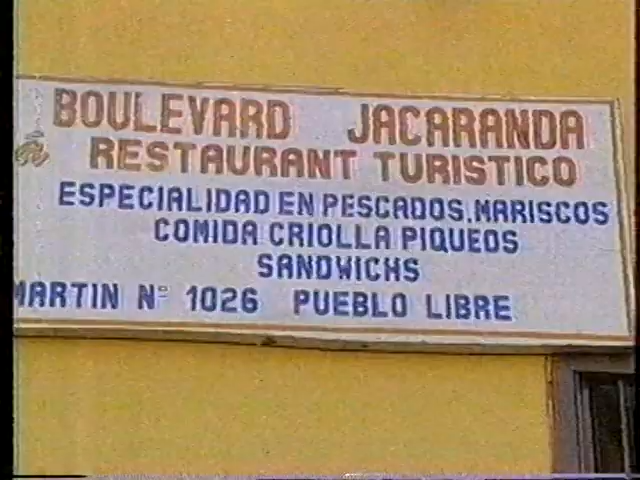 BOULEVARD JACARANDA
RESTAURANT TURISTICO
ESPECIALIDAD EN PESCADOS.MARISCOS
COMIDA CRIOLLA PIQUEOS
SANDWICHS
MARTIN Nº 1026 PUEBLO LIBRE